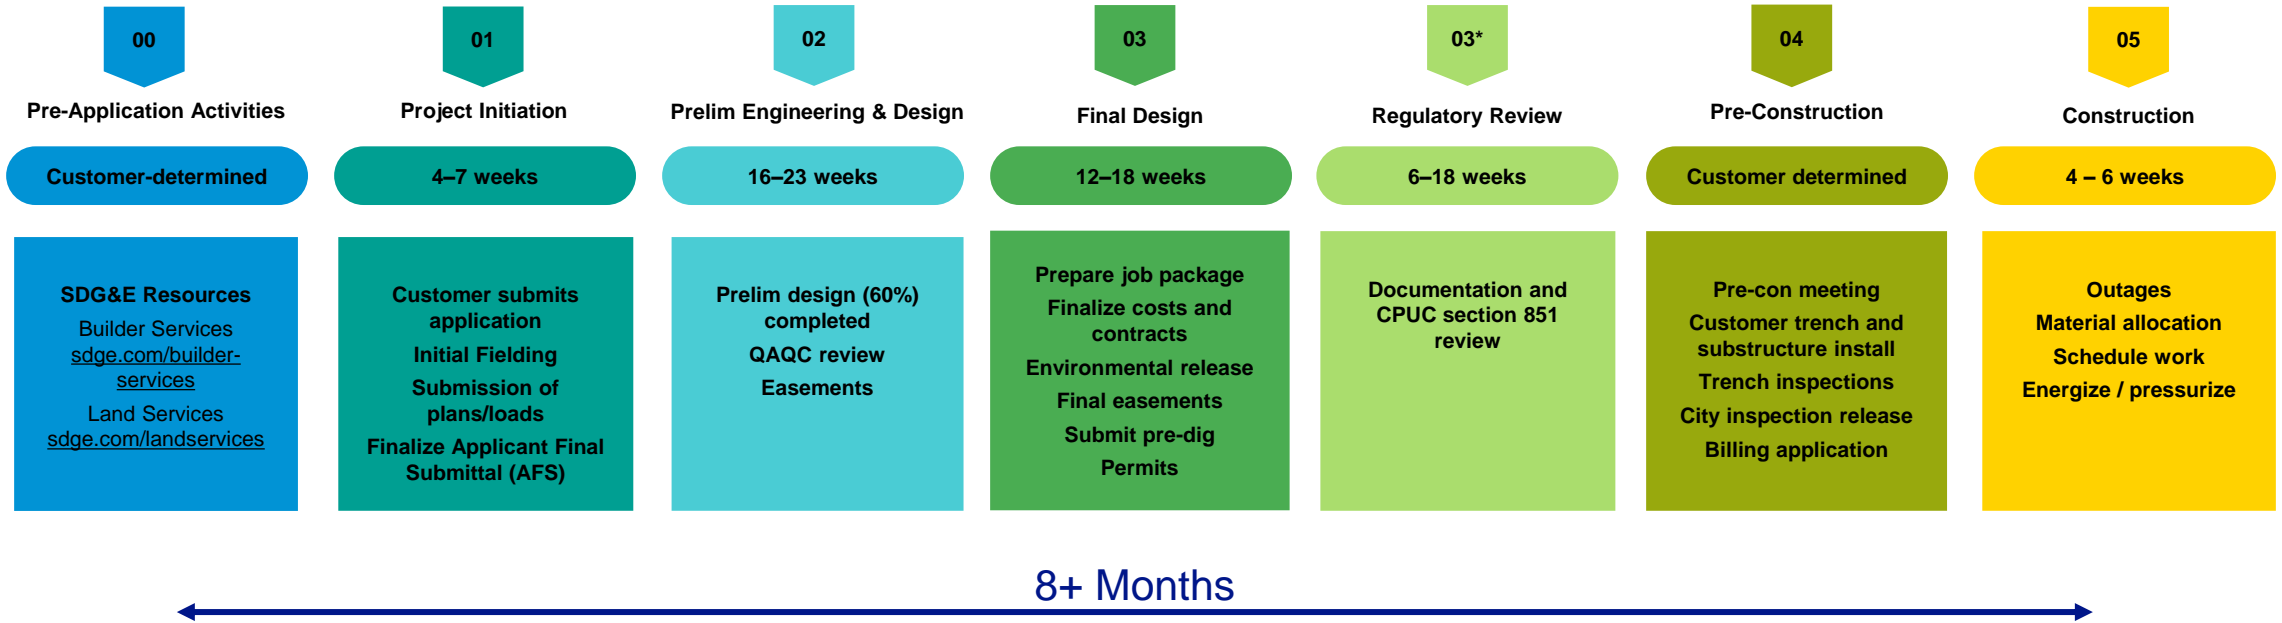 00
Pre-Application Activities
Customer-determined
SDG&E Resources
Builder Services
sdge.com/builder-
services
Land Services
sdge.com/landservices
01
Project Initiation
4–7 weeks
Customer submits
application
Initial Fielding
Submission of
plans/loads
Finalize Applicant Final
Submittal (AFS)
02
Prelim Engineering & Design
16–23 weeks
Prelim design (60%)
completed
QAQC review
Easements
03
Final Design
12–18 weeks
Prepare job package
Finalize costs and
contracts
Environmental release
Final easements
Submit pre-dig
Permits
03*
Regulatory Review
6–18 weeks
Documentation and
CPUC section 851
review
04
Pre-Construction
Customer determined
Pre-con meeting
Customer trench and
substructure install
Trench inspections
City inspection release
Billing application
05
Construction
4 – 6 weeks
Outages
Material allocation
Schedule work
Energize / pressurize
8+ Months